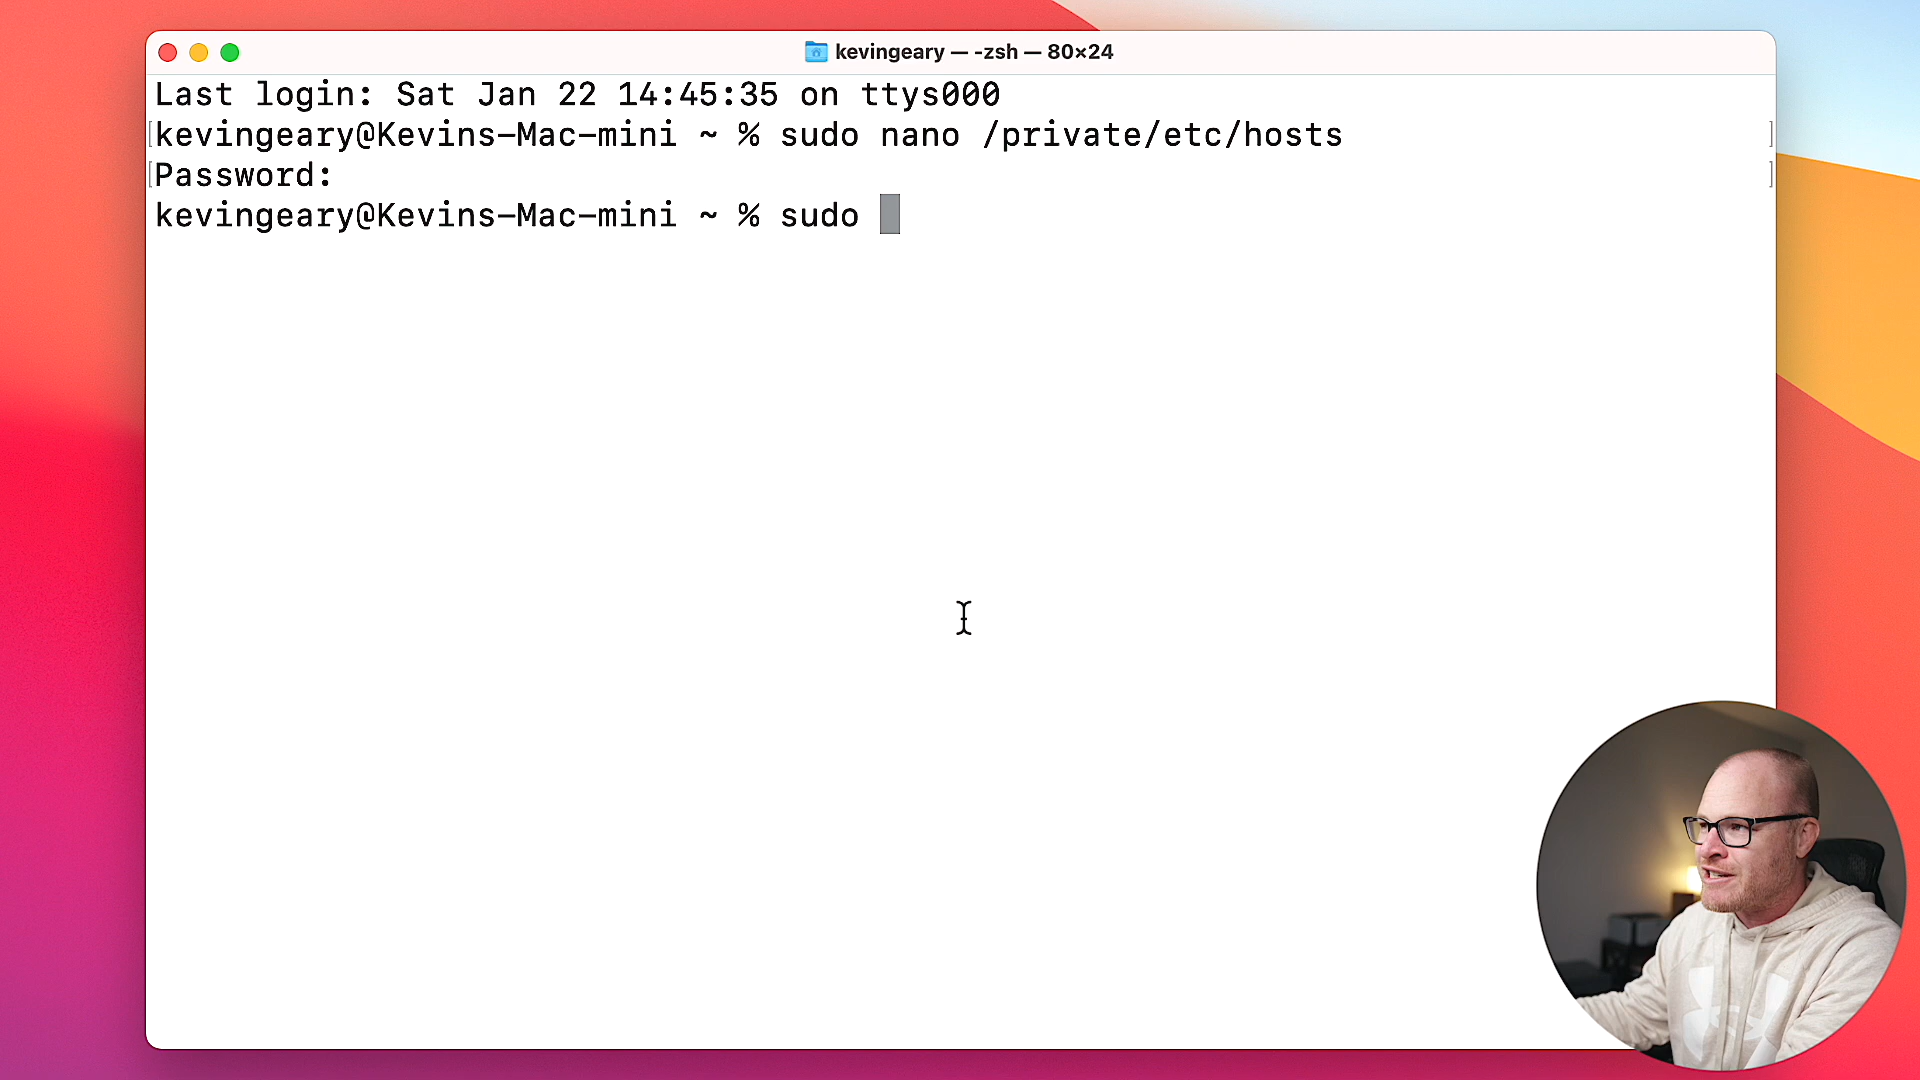 kevingeary — -zsh — 80×24
Last login: Sat Jan 22 14:45:35 on ttys000
[kevingeary@Kevins-Mac-mini ~ % sudo nano /private/etc/hosts ]
[Password: ]
kevingeary@Kevins-Mac-mini ~ % sudo